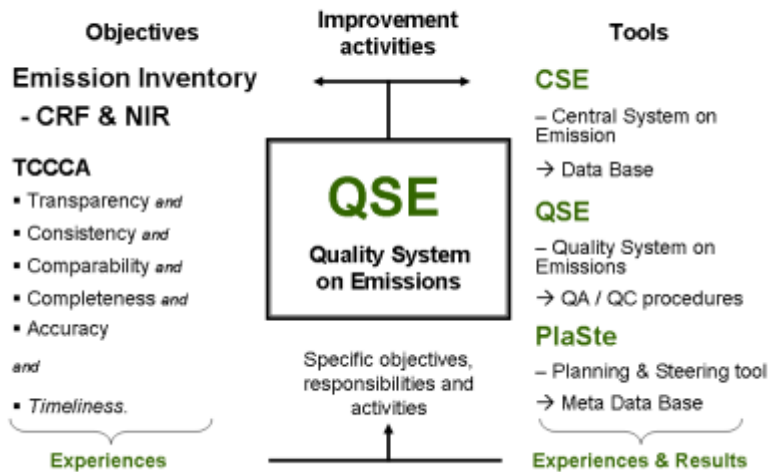 Objectives
Emission Inventory
- CRF & NIR
TCCCA
▪ Transparency and
▪ Consistency and
▪ Comparability and
▪ Completeness and
▪ Accuracy
and
▪ Timeliness.
Experiences
Improvement
activities
QSE
Quality System
on Emissions
Specific objectives,
responsibilities and
activities
Tools
CSE
– Central System on
Emission
→ Data Base
QSE
– Quality System on
Emissions
→ QA / QC procedures
PlaSte
– Planning & Steering tool
→ Meta Data Base
Experiences & Results